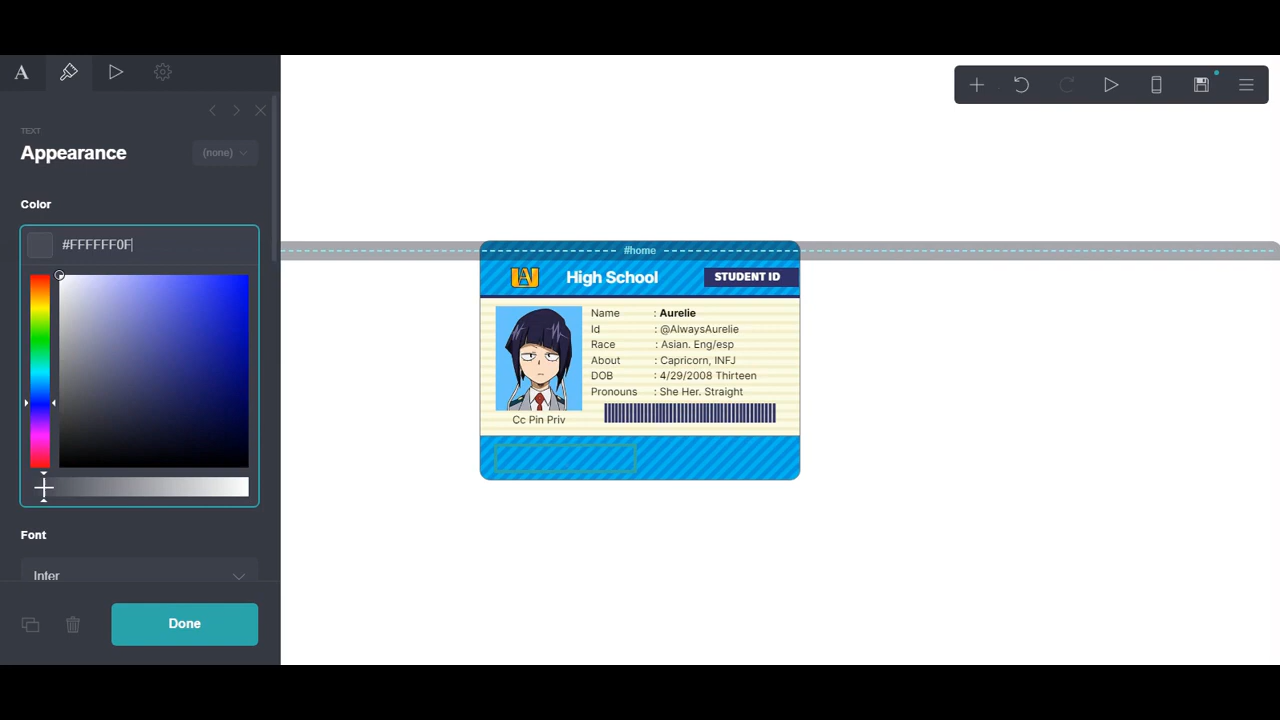 A
TEXT
Appearance
(none)
Color
#FFFFFF0F
Font
Inter
Done
#home
UA
High School
STUDENT ID
Name : Aurelie
Id : @AlwaysAurelie
Race : Asian. Eng/esp
About : Capricorn, INFJ
DOB : 4/29/2008 Thirteen
Pronouns : She Her. Straight
Cc Pin Priv